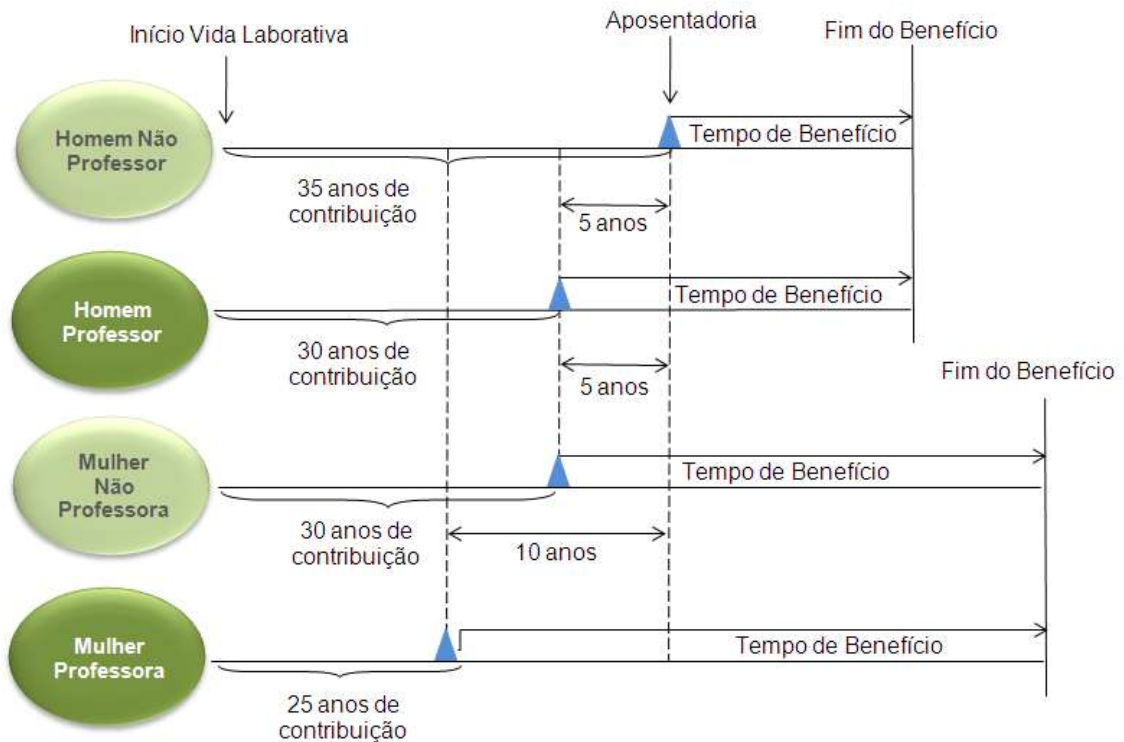 Início Vida Laborativa
Aposentadoria
Fim do Benefício
Homem Não
Professor
Tempo de Benefício
35 anos de
contribuição
5 anos
Homem
Professor
Tempo de Benefício
30 anos de
contribuição
5 anos
Fim do Benefício
Mulher
Não
Professora
Tempo de Benefício
30 anos de
contribuição
10 anos
Mulher
Professora
Tempo de Benefício
25 anos de
contribuição